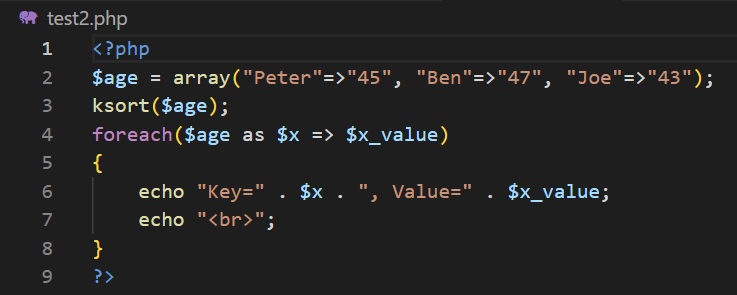 test2.php
1 <?php
2 $age = array("Peter"=>"45", "Ben"=>"47", "Joe"=>"43");
3 ksort($age);
4 foreach($age as $x => $x_value)
5 {
6     echo "Key=" . $x . ", Value=" . $x_value;
7     echo "<br>";
8 }
9 ?>